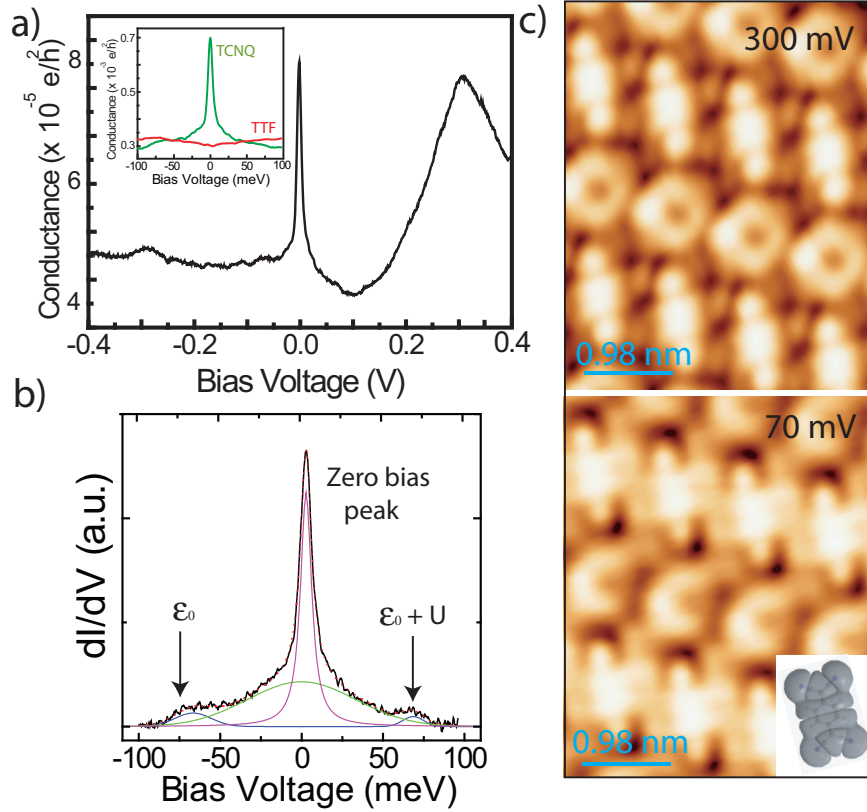 a)
Conductance (x 10⁻⁵ e/h²)
8
6
4
-0.4
-0.2
0.0
0.2
0.4
Bias Voltage (V)
Conductance (x 10⁻³ e/h²)
0.7
0.5
0.3
TCNQ
TTF
-100
-50
0
50
100
Bias Voltage (meV)
b)
dI/dV (a.u.)
Zero bias
peak
ε₀
ε₀ + U
-100
-50
0
50
100
Bias Voltage (meV)
c)
300 mV
0.98 nm
70 mV
0.98 nm